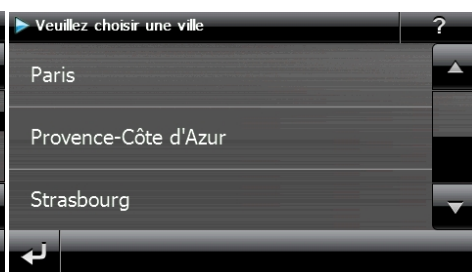 Veuillez choisir une ville ?
Paris
Provence-Côte d'Azur
Strasbourg